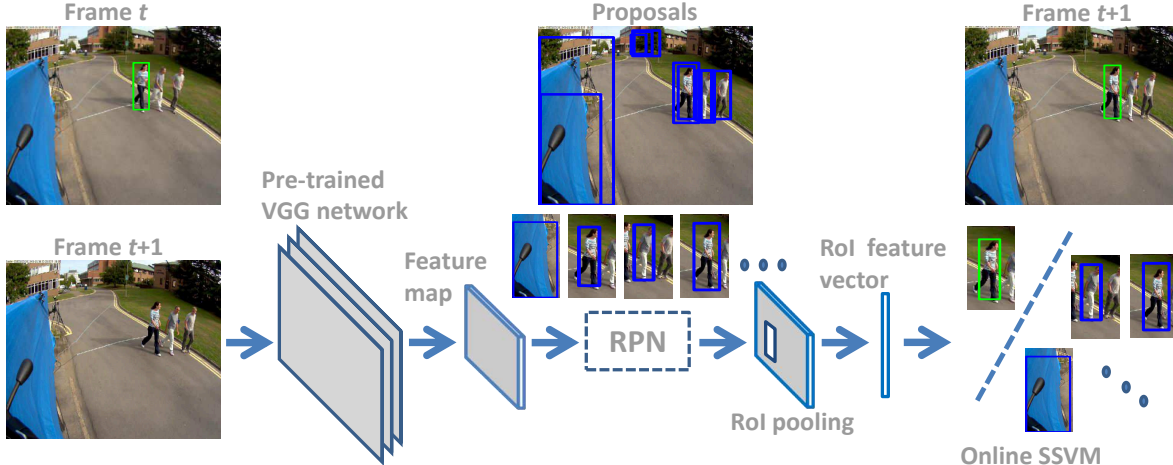 Frame t
Proposals
Frame t+1
Pre-trained
VGG network
Frame t+1
Feature
map
RoI feature
vector
RPN
RoI pooling
Online SSVM